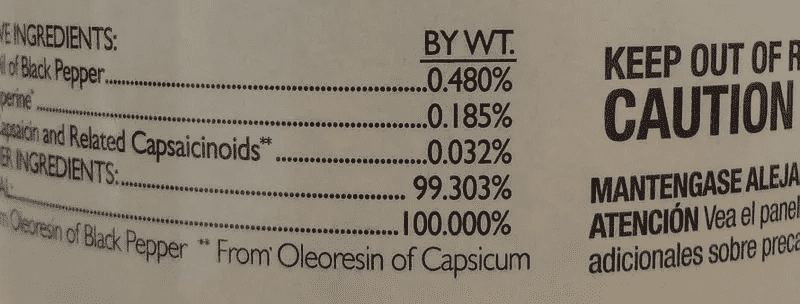 VE INGREDIENTS: BY WT.
il of Black Pepper..........0.480%
perine*..........0.185%
apsaicin and Related Capsaicinoids**..........0.032%
ER INGREDIENTS:.......... 99.303%
AL:..........100.000%
m Oleoresin of Black Pepper ** From Oleoresin of Capsicum
KEEP OUT OF R
CAUTION
MANTENGASE ALEJA
ATENCIÓN Vea el panel
adicionales sobre preca